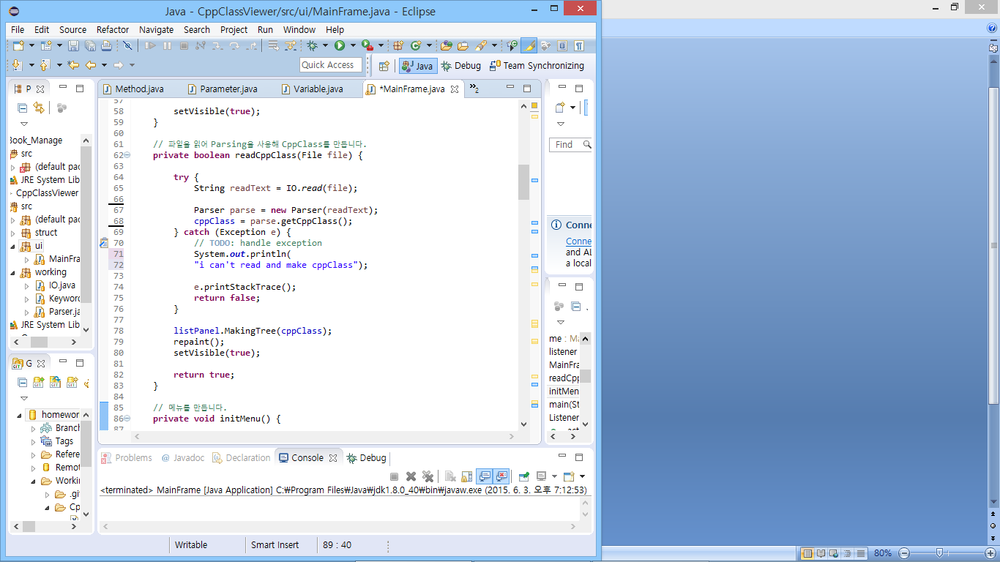 Java - CppClassViewer/src/ui/MainFrame.java - Eclipse
File Edit Source Refactor Navigate Search Project Run Window Help
Quick Access
Java
Debug
Team Synchronizing
P
Book_Manage
src
(default pac
JRE System Lib
CppClassViewer
src
(default pac
struct
ui
MainFra
working
IO.java
Keyword
Parser.ja
JRE System Lib
G
homewor
Branch
Tags
Refere
Remot
Worki
.gi
Cp
Method.java
Parameter.java
Variable.java
*MainFrame.java
»2
57
58 setVisible(true);
59 }
60
61 // 파일을 읽어 Parsing을 사용해 CppClass를 만듭니다.
62 private boolean readCppClass(File file) {
63
64 try {
65 String readText = IO.read(file);
66
67 Parser parse = new Parser(readText);
68 cppClass = parse.getCppClass();
69 } catch (Exception e) {
70 // TODO: handle exception
71 System.out.println(
72 "i can't read and make cppClass");
73
74 e.printStackTrace();
75 return false;
76 }
77
78 listPanel.MakingTree(cppClass);
79 repaint();
80 setVisible(true);
81
82 return true;
83 }
84
85 // 메뉴를 만듭니다.
86 private void initMenu() {
87
Find
Conne
Conne
and AL
a local
me : Ma
listener
MainFra
readCpp
initMen
main(St
Listener
Problems
@ Javadoc
Declaration
Console
Debug
<terminated> MainFrame [Java Application] C:₩Program Files₩Java₩jdk1.8.0_40₩bin₩javaw.exe (2015. 6. 3. 오후 7:12:53)
Writable
Smart Insert
89 : 40
80%